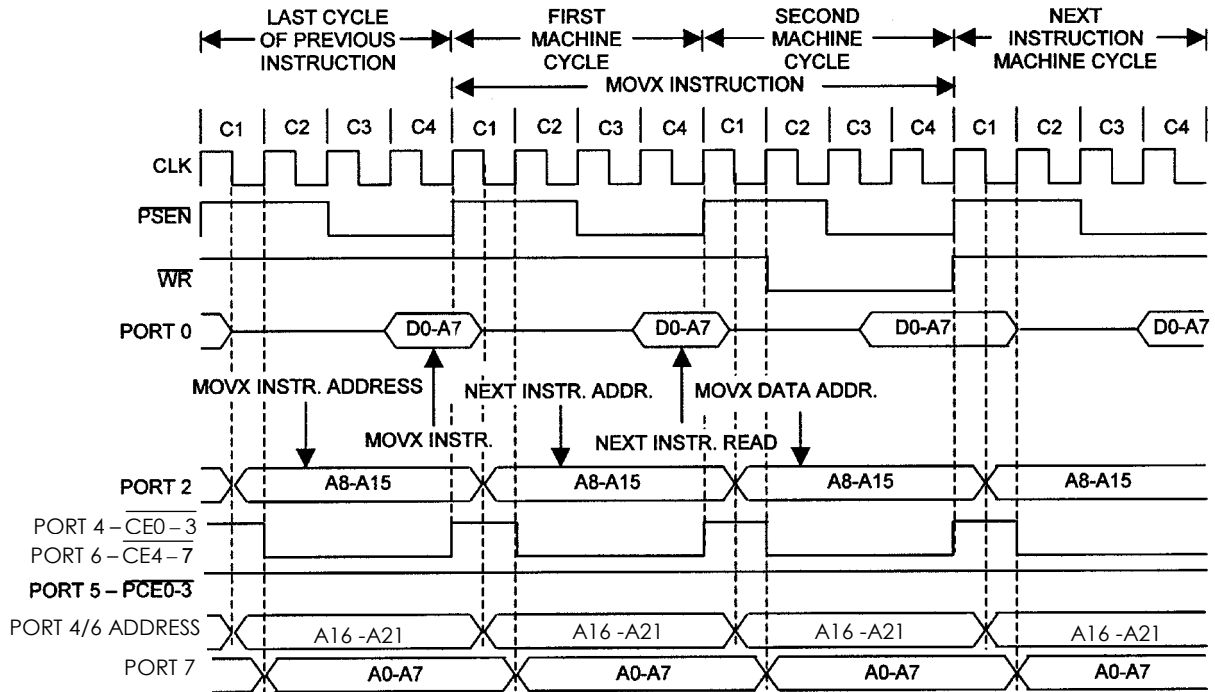 LAST CYCLE
OF PREVIOUS
INSTRUCTION
FIRST
MACHINE
CYCLE
SECOND
MACHINE
CYCLE
NEXT
INSTRUCTION
MACHINE CYCLE
MOVX INSTRUCTION
C1 C2 C3 C4 C1 C2 C3 C4 C1 C2 C3 C4 C1 C2 C3 C4
CLK
PSEN
WR
PORT 0 D0-A7 D0-A7 D0-A7 D0-A7
MOVX INSTR. ADDRESS NEXT INSTR. ADDR. MOVX DATA ADDR.
MOVX INSTR. NEXT INSTR. READ
PORT 2 A8-A15 A8-A15 A8-A15 A8-A15
PORT 4 – CE0 – 3
PORT 6 – CE4 – 7
PORT 5 – PCE0-3
PORT 4/6 ADDRESS A16 -A21 A16 -A21 A16 -A21 A16 -A21
PORT 7 A0-A7 A0-A7 A0-A7 A0-A7